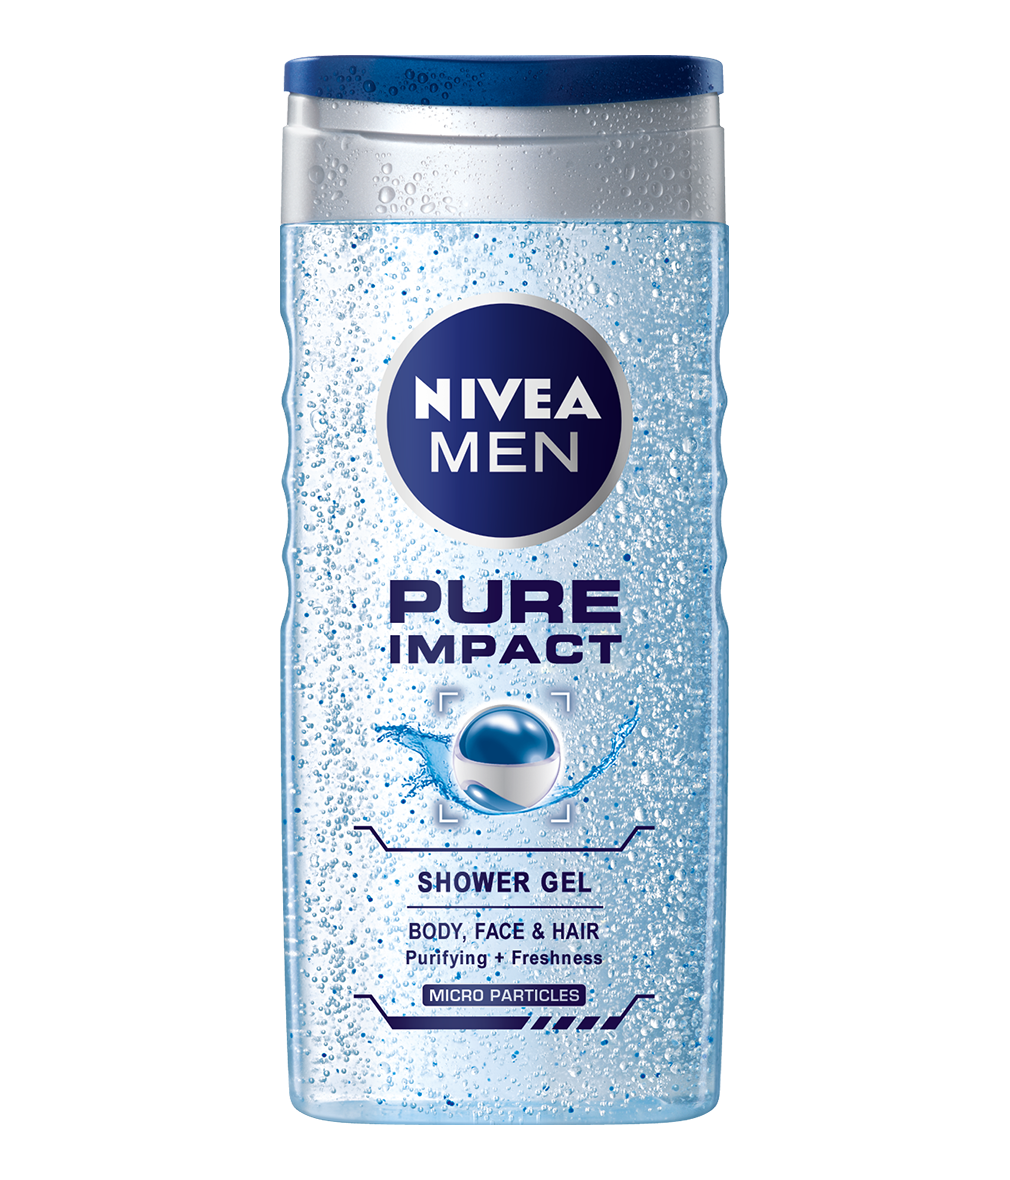 NIVEA
MEN
PURE
IMPACT
SHOWER GEL
BODY, FACE & HAIR
Purifying + Freshness
MICRO PARTICLES